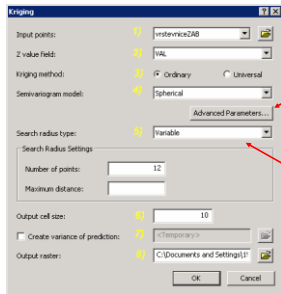 Kriging
Input points: 1) vrstevniceZAB
Z value field: 2) VAL
Kriging method: 3) Ordinary Universal
Semivariogram model: 4) Spherical
Advanced Parameters...
Search radius type: 5) Variable
Search Radius Settings
Number of points: 12
Maximum distance:
Output cell size: 6) 10
Create variance of prediction: 7) <Temporary>
Output raster: 8) C:\Documents and Settings\1!
OK Cancel